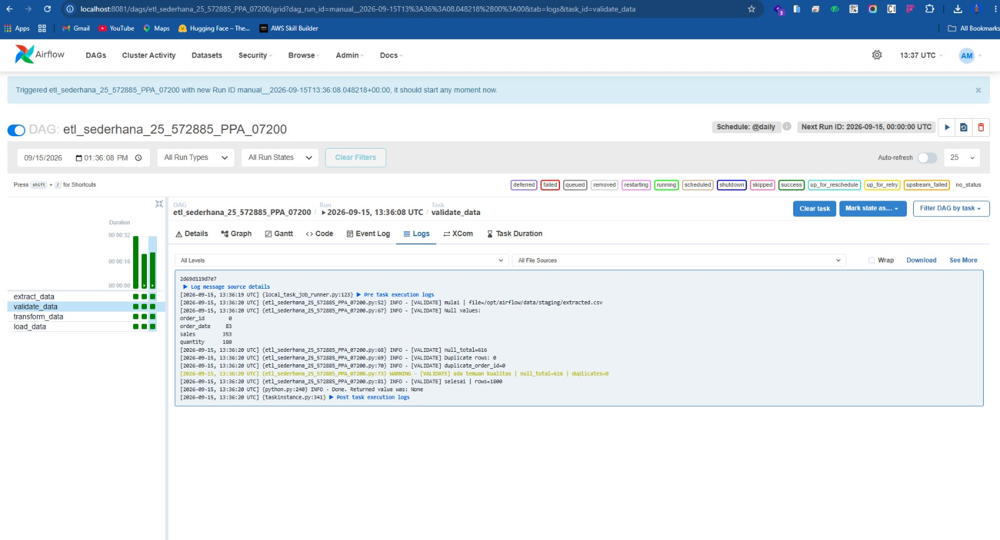 localhost:8081/dags/etl_sederhana_25_572885_PPA_07200/grid?dag_run_id=manual__2026-09-15T13%3A36%3A08.048218%2B00%3A00&tab=logs&task_id=validate_data
3
Apps Gmail YouTube Maps Hugging Face – The... AWS Skill Builder All Bookmarks
Airflow DAGs Cluster Activity Datasets Security Browse Admin Docs 13:37 UTC AM
Triggered etl_sederhana_25_572885_PPA_07200 with new Run ID manual__2026-09-15T13:36:08.048218+00:00, it should start any moment now. ×
DAG: etl_sederhana_25_572885_PPA_07200 Schedule: @daily i Next Run ID: 2026-09-15, 00:00:00 UTC
09/15/2026 01:36:08 PM All Run Types All Run States Clear Filters Auto-refresh 25
Press shift + / for Shortcuts deferred failed queued removed restarting running scheduled shutdown skipped success up_for_reschedule up_for_retry upstream_failed no_status
DAG Run Task
etl_sederhana_25_572885_PPA_07200 / 2026-09-15, 13:36:08 UTC / validate_data
Clear task Mark state as... Filter DAG by task
Duration
00:00:32
00:00:16
00:00:00
extract_data
validate_data
transform_data
load_data
Details Graph Gantt Code Event Log Logs XCom Task Duration
All Levels All File Sources Wrap Download See More
2d69d119d7e7
▶ Log message source details
[2026-09-15, 13:36:19 UTC] {local_task_job_runner.py:123} ▶ Pre task execution logs
[2026-09-15, 13:36:20 UTC] {etl_sederhana_25_572885_PPA_07200.py:52} INFO - [VALIDATE] mulai | file=/opt/airflow/data/staging/extracted.csv
[2026-09-15, 13:36:20 UTC] {etl_sederhana_25_572885_PPA_07200.py:67} INFO - [VALIDATE] Null values:
order_id 0
order_date 83
sales 353
quantity 180
[2026-09-15, 13:36:20 UTC] {etl_sederhana_25_572885_PPA_07200.py:68} INFO - [VALIDATE] null_total=616
[2026-09-15, 13:36:20 UTC] {etl_sederhana_25_572885_PPA_07200.py:69} INFO - [VALIDATE] Duplicate rows: 0
[2026-09-15, 13:36:20 UTC] {etl_sederhana_25_572885_PPA_07200.py:70} INFO - [VALIDATE] duplicate_order_id=0
[2026-09-15, 13:36:20 UTC] {etl_sederhana_25_572885_PPA_07200.py:73} WARNING - [VALIDATE] ada temuan kualitas | null_total=616 | duplicates=0
[2026-09-15, 13:36:20 UTC] {etl_sederhana_25_572885_PPA_07200.py:81} INFO - [VALIDATE] selesai | rows=1800
[2026-09-15, 13:36:20 UTC] {python.py:240} INFO - Done. Returned value was: None
[2026-09-15, 13:36:20 UTC] {taskinstance.py:341} ▶ Post task execution logs